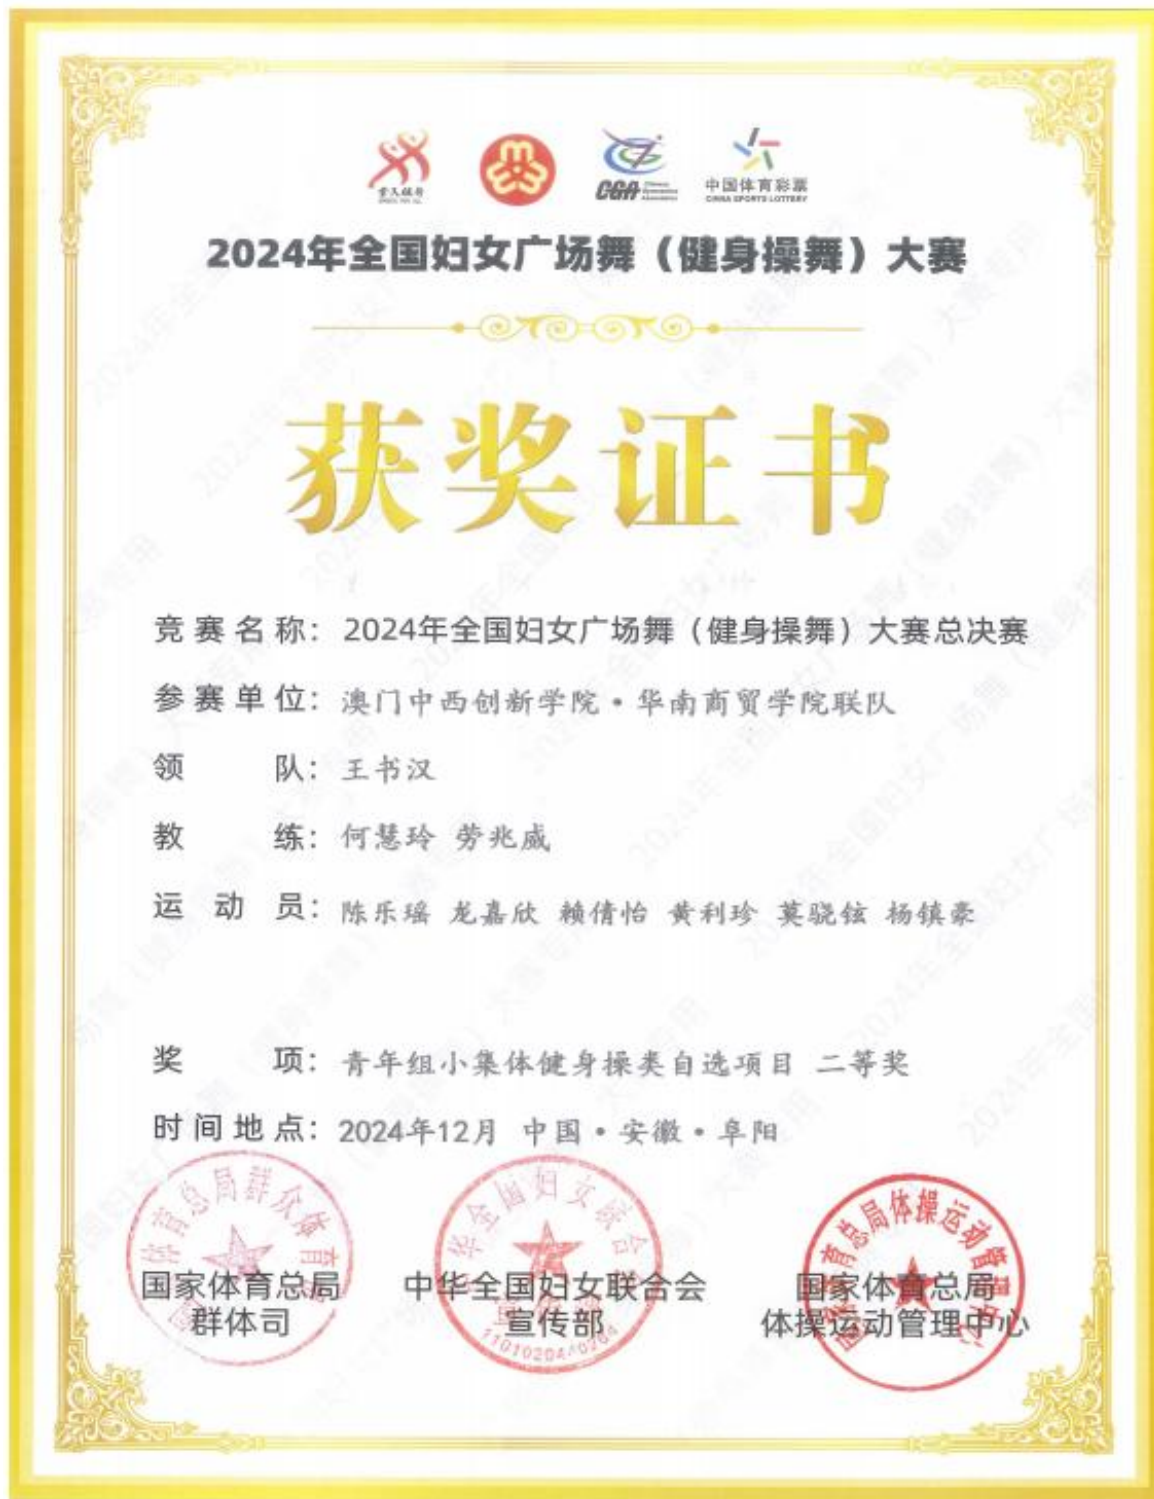 CGA
中国体育彩票
CHINA SPORTS LOTTERY
2024年全国妇女广场舞（健身操舞）大赛
获奖证书
竞赛名称：2024年全国妇女广场舞（健身操舞）大赛总决赛
参赛单位：澳门中西创新学院·华南商贸学院联队
领队：王书汉
教练：何慧玲 劳兆威
运动员：陈乐瑶 龙嘉欣 赖倩怡 黄利珍 莫骁铉 杨镇豪
奖项：青年组小集体健身操类自选项目 二等奖
时间地点：2024年12月 中国·安徽·阜阳
国家体育总局
群体司
中华全国妇女联合会
宣传部
国家体育总局
体操运动管理中心